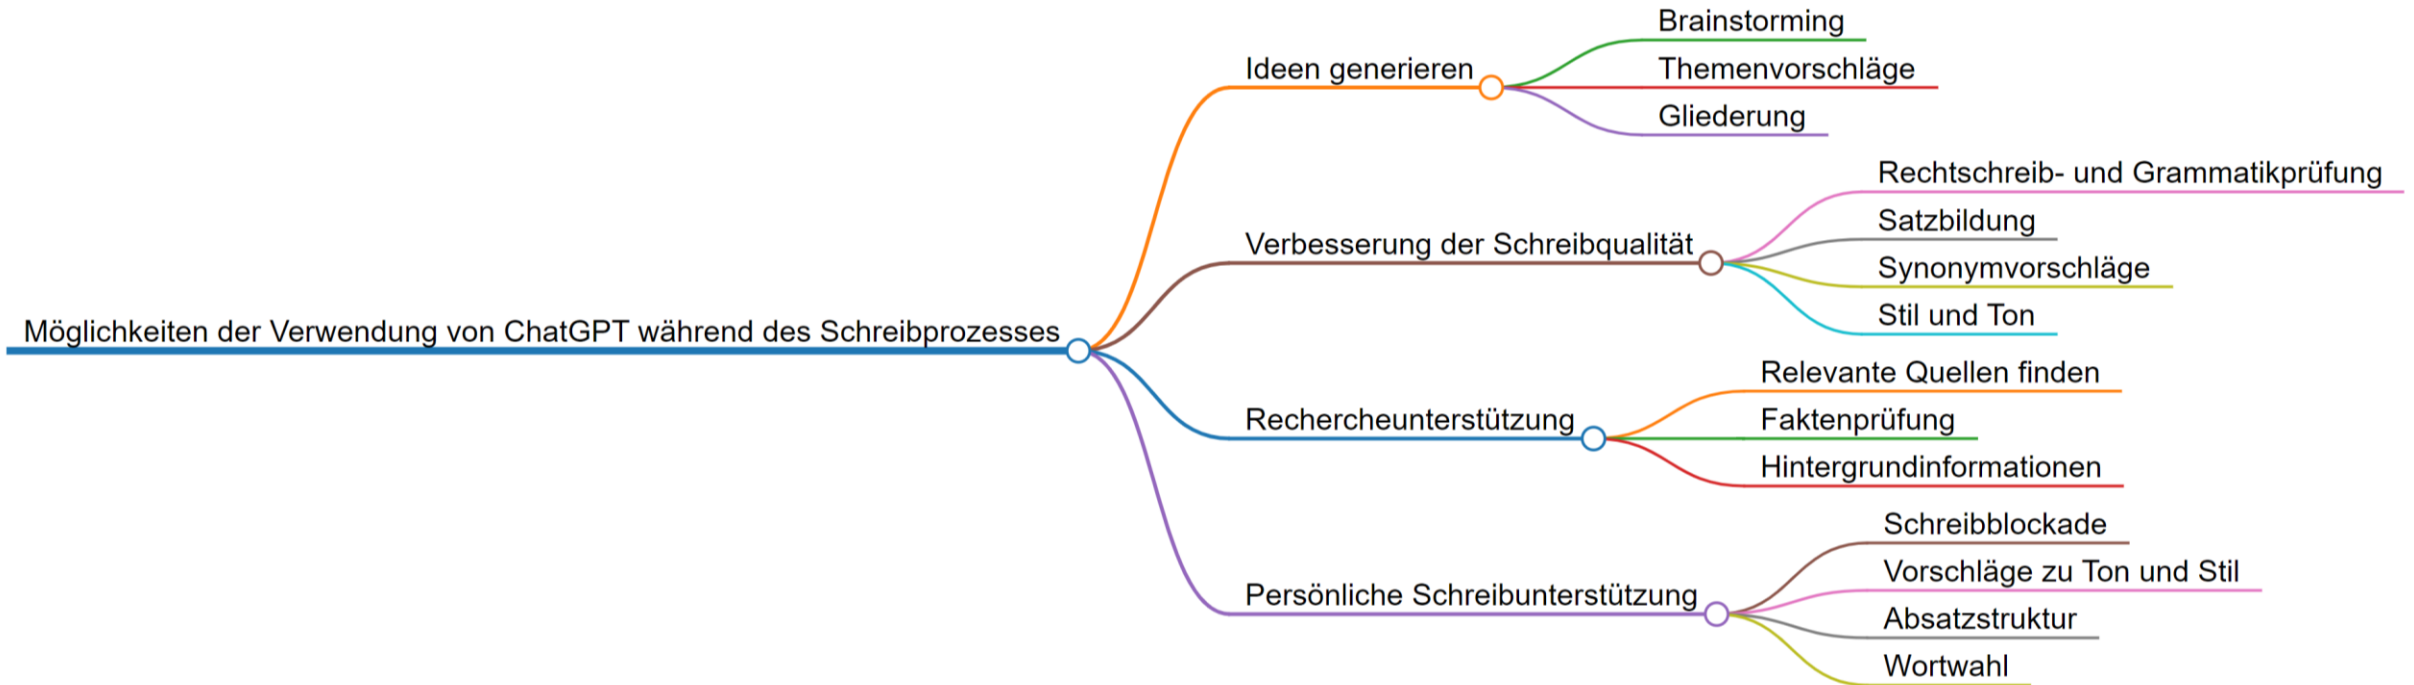 Möglichkeiten der Verwendung von ChatGPT während des Schreibprozesses
Ideen generieren
Brainstorming
Themenvorschläge
Gliederung
Verbesserung der Schreibqualität
Rechtschreib- und Grammatikprüfung
Satzbildung
Synonymvorschläge
Stil und Ton
Rechercheunterstützung
Relevante Quellen finden
Faktenprüfung
Hintergrundinformationen
Persönliche Schreibunterstützung
Schreibblockade
Vorschläge zu Ton und Stil
Absatzstruktur
Wortwahl